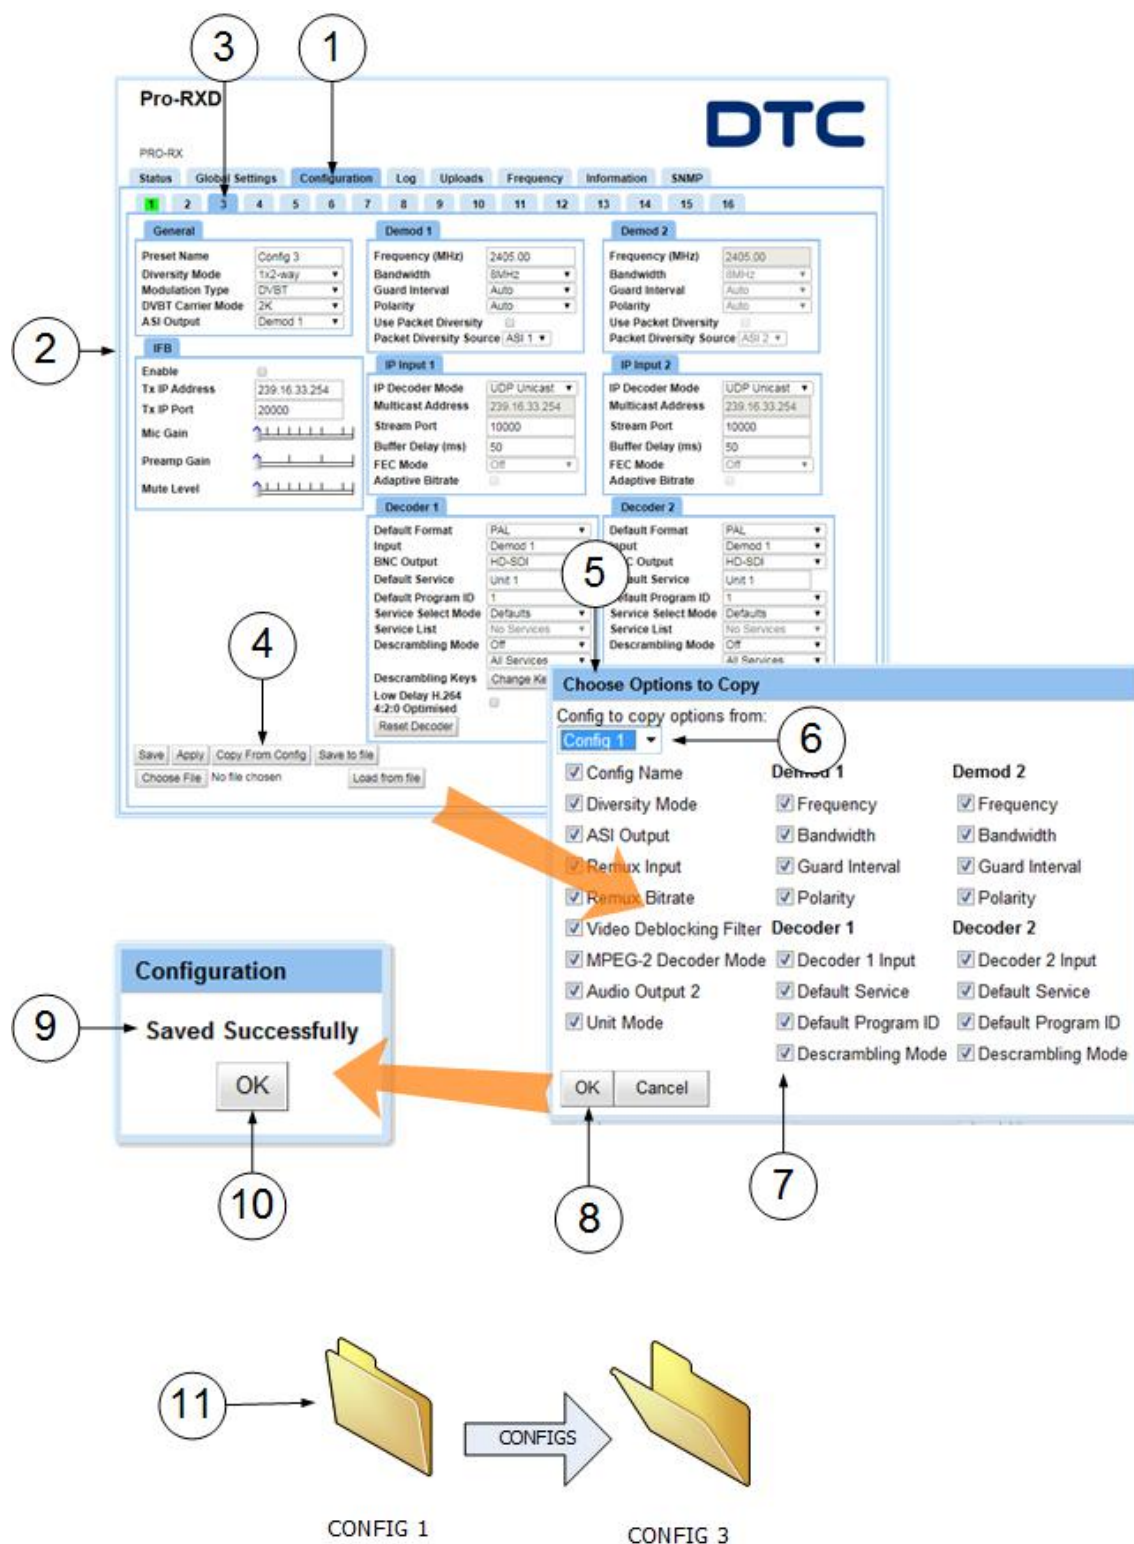 3 1
Pro-RXD
DTC
PRO-RX
Status Global Settings Configuration Log Uploads Frequency Information SNMP
1 2 3 4 5 6 7 8 9 10 11 12 13 14 15 16
General
Preset Name Config 3
Diversity Mode 1x2-way
Modulation Type DVBT
DVBT Carrier Mode 2K
ASI Output Demod 1
2
IFB
Enable
Tx IP Address 239.16.33.254
Tx IP Port 20000
Mic Gain
Preamp Gain
Mute Level
Demod 1
Frequency (MHz) 2405.00
Bandwidth 8MHz
Guard Interval Auto
Polarity Auto
Use Packet Diversity
Packet Diversity Source ASI 1
IP Input 1
IP Decoder Mode UDP Unicast
Multicast Address 239.16.33.254
Stream Port 10000
Buffer Delay (ms) 50
FEC Mode Off
Adaptive Bitrate
Decoder 1
Default Format PAL
Input Demod 1
BNC Output HD-SDI
Default Service Unit 1
Default Program ID 1
Service Select Mode Defaults
Service List No Services
Descrambling Mode Off
All Services
Descrambling Keys Change Ke
Low Delay H.264
4:2:0 Optimised
Reset Decoder
Demod 2
Frequency (MHz) 2405.00
Bandwidth 8MHz
Guard Interval Auto
Polarity Auto
Use Packet Diversity
Packet Diversity Source ASI 2
IP Input 2
IP Decoder Mode UDP Unicast
Multicast Address 239.16.33.254
Stream Port 10000
Buffer Delay (ms) 50
FEC Mode Off
Adaptive Bitrate
Decoder 2
Default Format PAL
put Demod 1
C Output HD-SDI
5
fault Service Unit 1
efault Program ID 1
Service Select Mode Defaults
Service List No Services
Descrambling Mode Off
All Services
4
Save Apply Copy From Config Save to file
Choose File No file chosen Load from file
Choose Options to Copy
Config to copy options from:
Config 1
6
Config Name
Diversity Mode
ASI Output
Remux Input
Remux Bitrate
Video Deblocking Filter
MPEG-2 Decoder Mode
Audio Output 2
Unit Mode
Demod 1
Frequency
Bandwidth
Guard Interval
Polarity
Decoder 1
Decoder 1 Input
Default Service
Default Program ID
Descrambling Mode
Demod 2
Frequency
Bandwidth
Guard Interval
Polarity
Decoder 2
Decoder 2 Input
Default Service
Default Program ID
Descrambling Mode
OK Cancel
Configuration
9
Saved Successfully
OK
10 8 7
11
CONFIGS
CONFIG 1 CONFIG 3